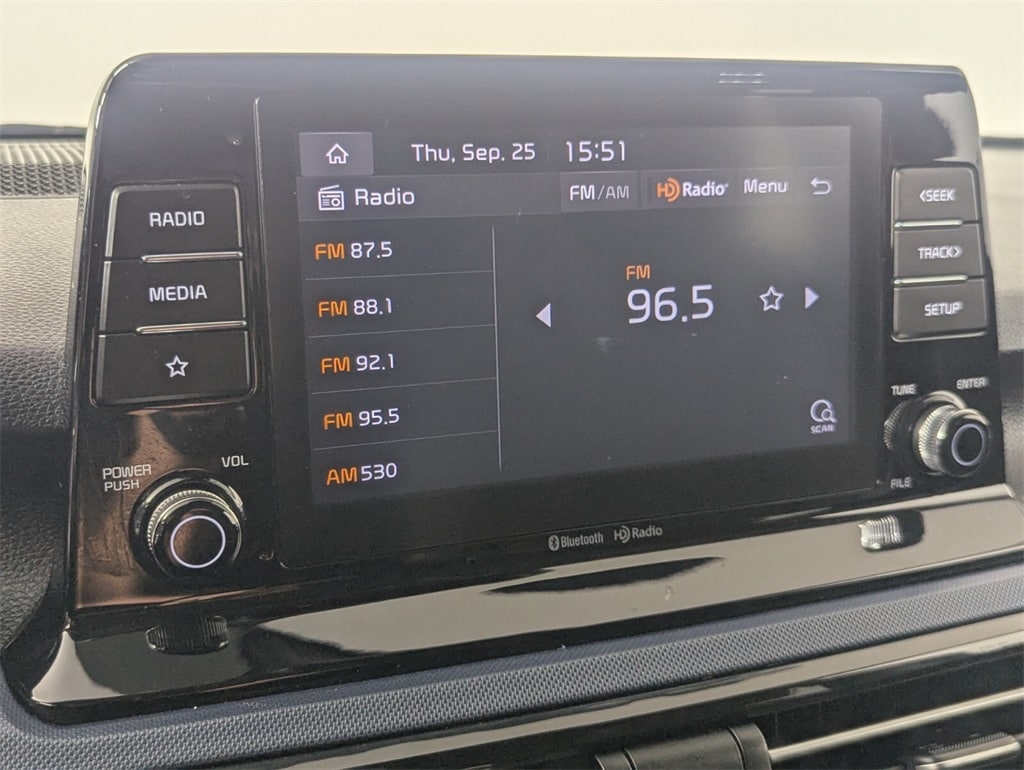 Thu, Sep. 25 15:51
Radio FM/AM HD Radio Menu
FM 87.5
FM 88.1
FM 92.1
FM 95.5
AM 530
FM
96.5
SCAN
RADIO
MEDIA
POWER
PUSH
VOL
<SEEK
TRACK>
SETUP
TUNE
ENTER
FILE
Bluetooth HD Radio